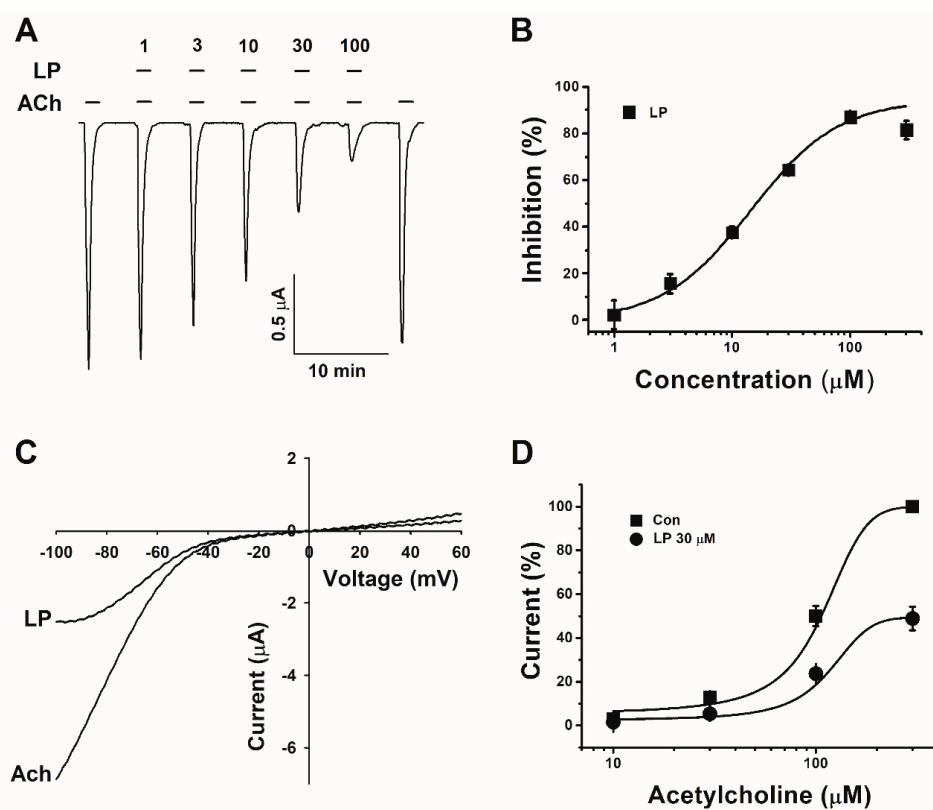 A
1 3 10 30 100
LP
ACh
0.5 μA
10 min
B
100
80
60
40
20
0
LP
Inhibition (%)
1 10 100
Concentration (μM)
C
2
0
-2
-4
-6
-100 -80 -60 -40 -20 0 20 40 60
Voltage (mV)
Current (μA)
LP
Ach
D
100
80
60
40
20
0
Con
LP 30 μM
Current (%)
10 100
Acetylcholine (μM)